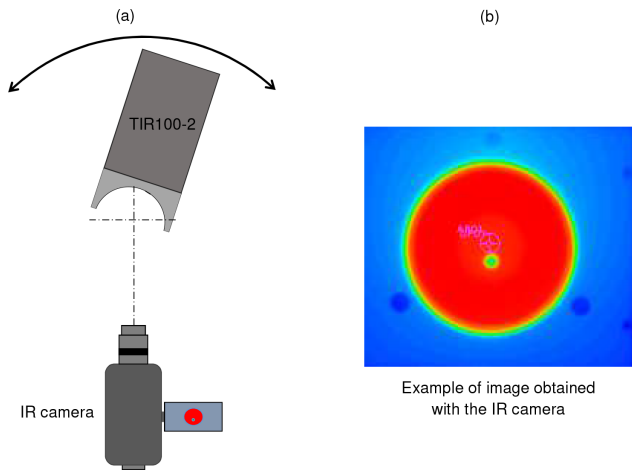 (a)
(b)
TIR100-2
IR camera
Example of image obtained
with the IR camera